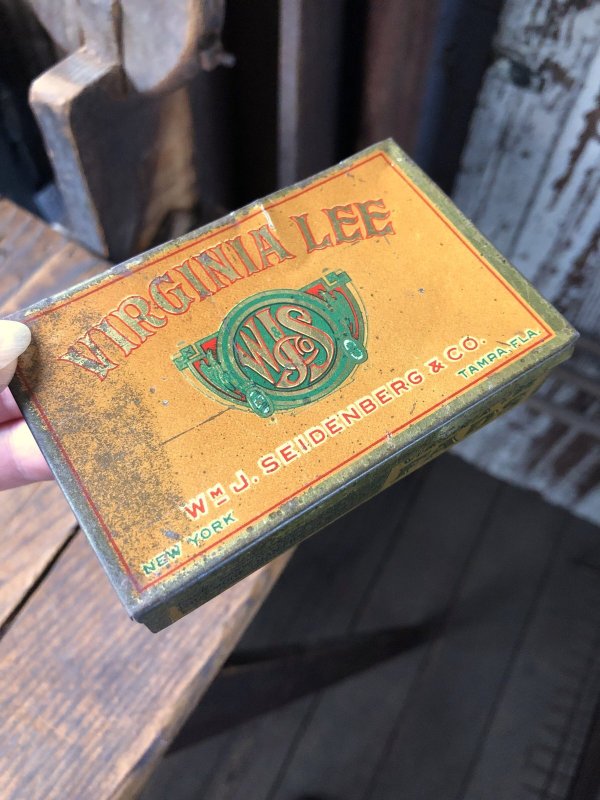 VIRGINIA LEE
WJS Co
Wm J. SEIDENBERG & CO.
NEW YORK
TAMPA, FLA.